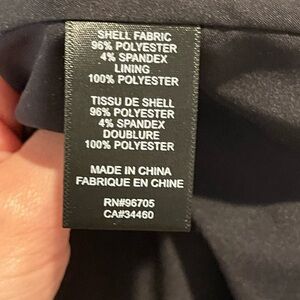 SHELL FABRIC
96% POLYESTER
4% SPANDEX
LINING
100% POLYESTER
TISSU DE SHELL
96% POLYESTER
4% SPANDEX
DOUBLURE
100% POLYESTER
MADE IN CHINA
FABRIQUE EN CHINE
RN#96705
CA#34460